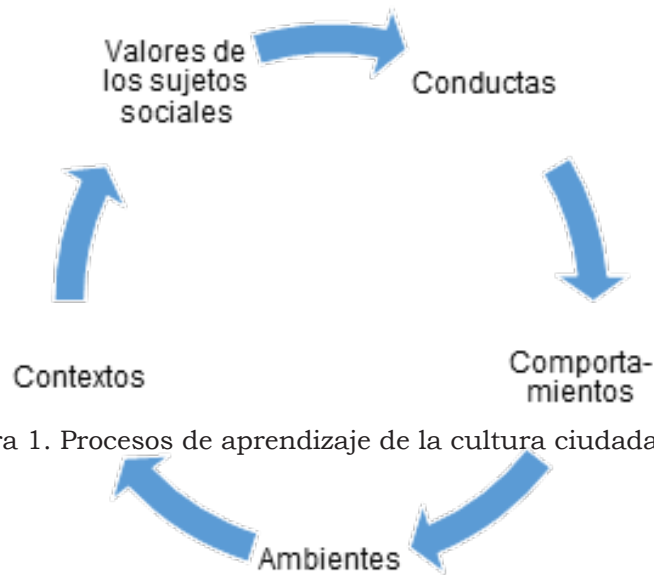 Valores de
los sujetos
sociales
Conductas
Contextos
Comporta-
mientos
ra 1. Procesos de aprendizaje de la cultura ciudada
Ambientes